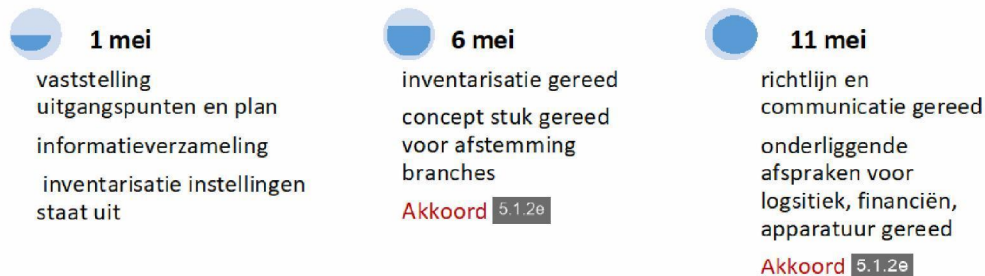 1 mei
vaststelling
uitgangspunten en plan
informatieverzameling
inventarisatie instellingen
staat uit
6 mei
inventarisatie gereed
concept stuk gereed
voor afstemming
branches
Akkoord 5.1.2e
11 mei
richtlijn en
communicatie gereed
onderliggende
afspraken voor
logsitiek, financiën,
apparatuur gereed
Akkoord 5.1.2e